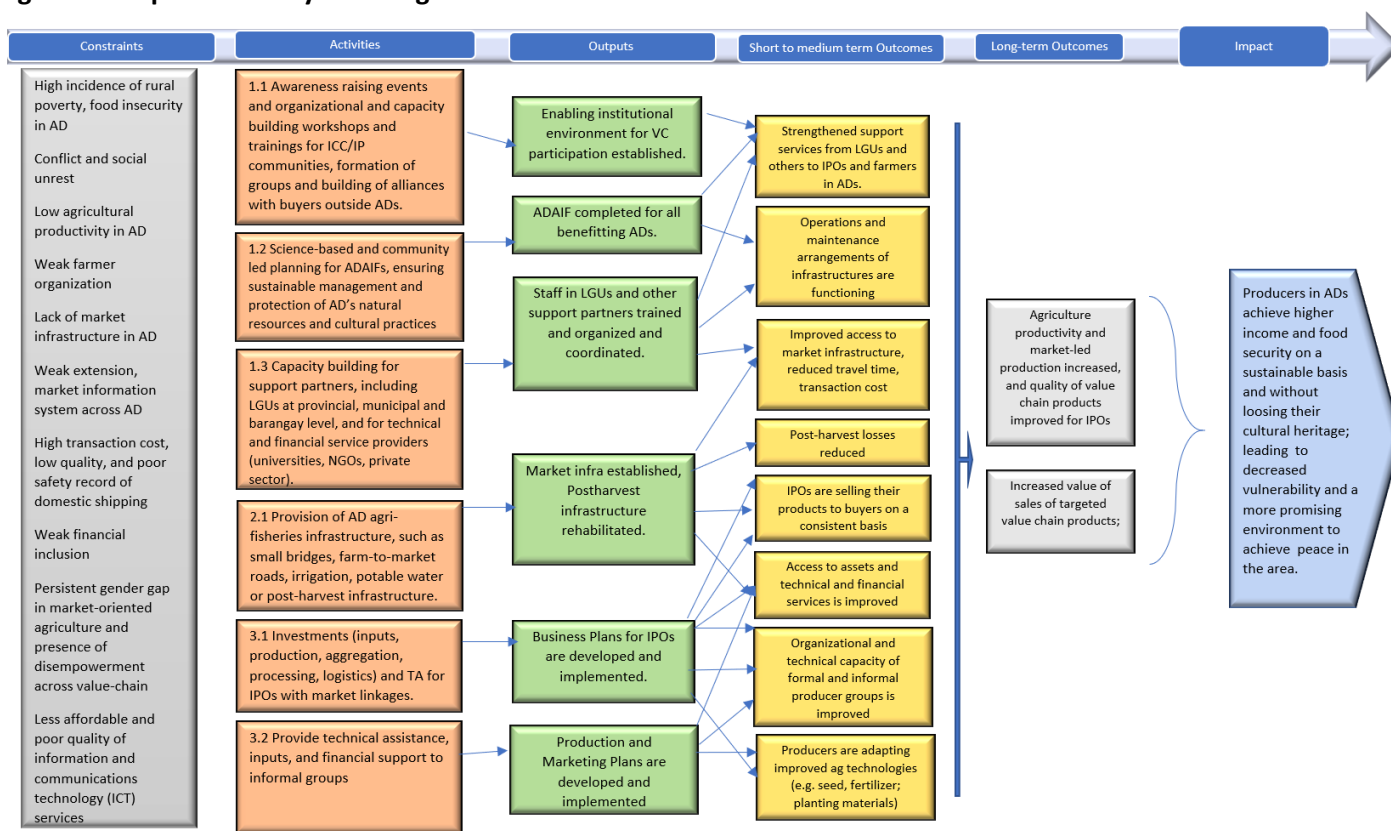 Constraints
Activities
Outputs
Short to medium term Outcomes
Long-term Outcomes
Impact
High incidence of rural
poverty, food insecurity
in AD
Conflict and social
unrest
Low agricultural
productivity in AD
Weak farmer
organization
Lack of market
infrastructure in AD
Weak extension,
market information
system across AD
High transaction cost,
low quality, and poor
safety record of
domestic shipping
Weak financial
inclusion
Persistent gender gap
in market-oriented
agriculture and
presence of
disempowerment
across value-chain
Less affordable and
poor quality of
information and
communications
technology (ICT)
services
1.1 Awareness raising events
and organizational and capacity
building workshops and
trainings for ICC/IP
communities, formation of
groups and building of alliances
with buyers outside ADs.
1.2 Science-based and community
led planning for ADAIFs, ensuring
sustainable management and
protection of AD's natural
resources and cultural practices
1.3 Capacity building for
support partners, including
LGUs at provincial, municipal and
barangay level, and for technical
and financial service providers
(universities, NGOs, private
sector).
2.1 Provision of AD agri-
fisheries infrastructure, such as
small bridges, farm-to-market
roads, irrigation, potable water
or post-harvest infrastructure.
3.1 Investments (inputs,
production, aggregation,
processing, logistics) and TA for
IPOs with market linkages.
3.2 Provide technical assistance,
inputs, and financial support to
informal groups
Enabling institutional
environment for VC
participation established.
ADAIF completed for all
benefitting ADs.
Staff in LGUs and other
support partners trained
and organized and
coordinated.
Market infra established,
Postharvest
infrastructure
rehabilitated.
Business Plans for IPOs
are developed and
implemented.
Production and
Marketing Plans are
developed and
implemented
Strengthened support
services from LGUs and
others to IPOs and farmers
in ADs.
Operations and
maintenance
arrangements of
infrastructures are
functioning
Improved access to
market infrastructure,
reduced travel time,
transaction cost
Post-harvest losses
reduced
IPOs are selling their
products to buyers on a
consistent basis
Access to assets and
technical and financial
services is improved
Organizational and
technical capacity of
formal and informal
producer groups is
improved
Producers are adapting
improved ag technologies
(e.g. seed, fertilizer;
planting materials)
Agriculture
productivity and
market-led
production increased,
and quality of value
chain products
improved for IPOs
Increased value of
sales of targeted
value chain products;
Producers in ADs
achieve higher
income and food
security on a
sustainable basis
and without
loosing their
cultural heritage;
leading to
decreased
vulnerability and a
more promising
environment to
achieve peace in
the area.